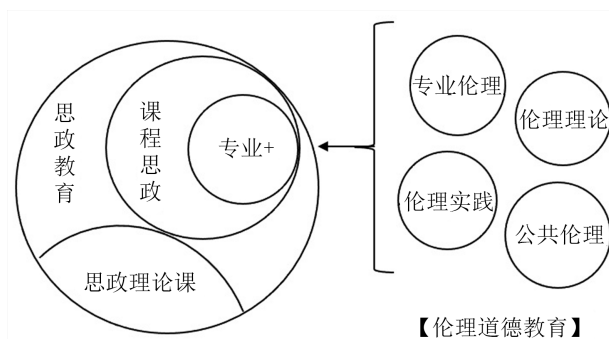 思政教育
课程思政
专业+
思政理论课
专业伦理
伦理理论
伦理实践
公共伦理
【伦理道德教育】